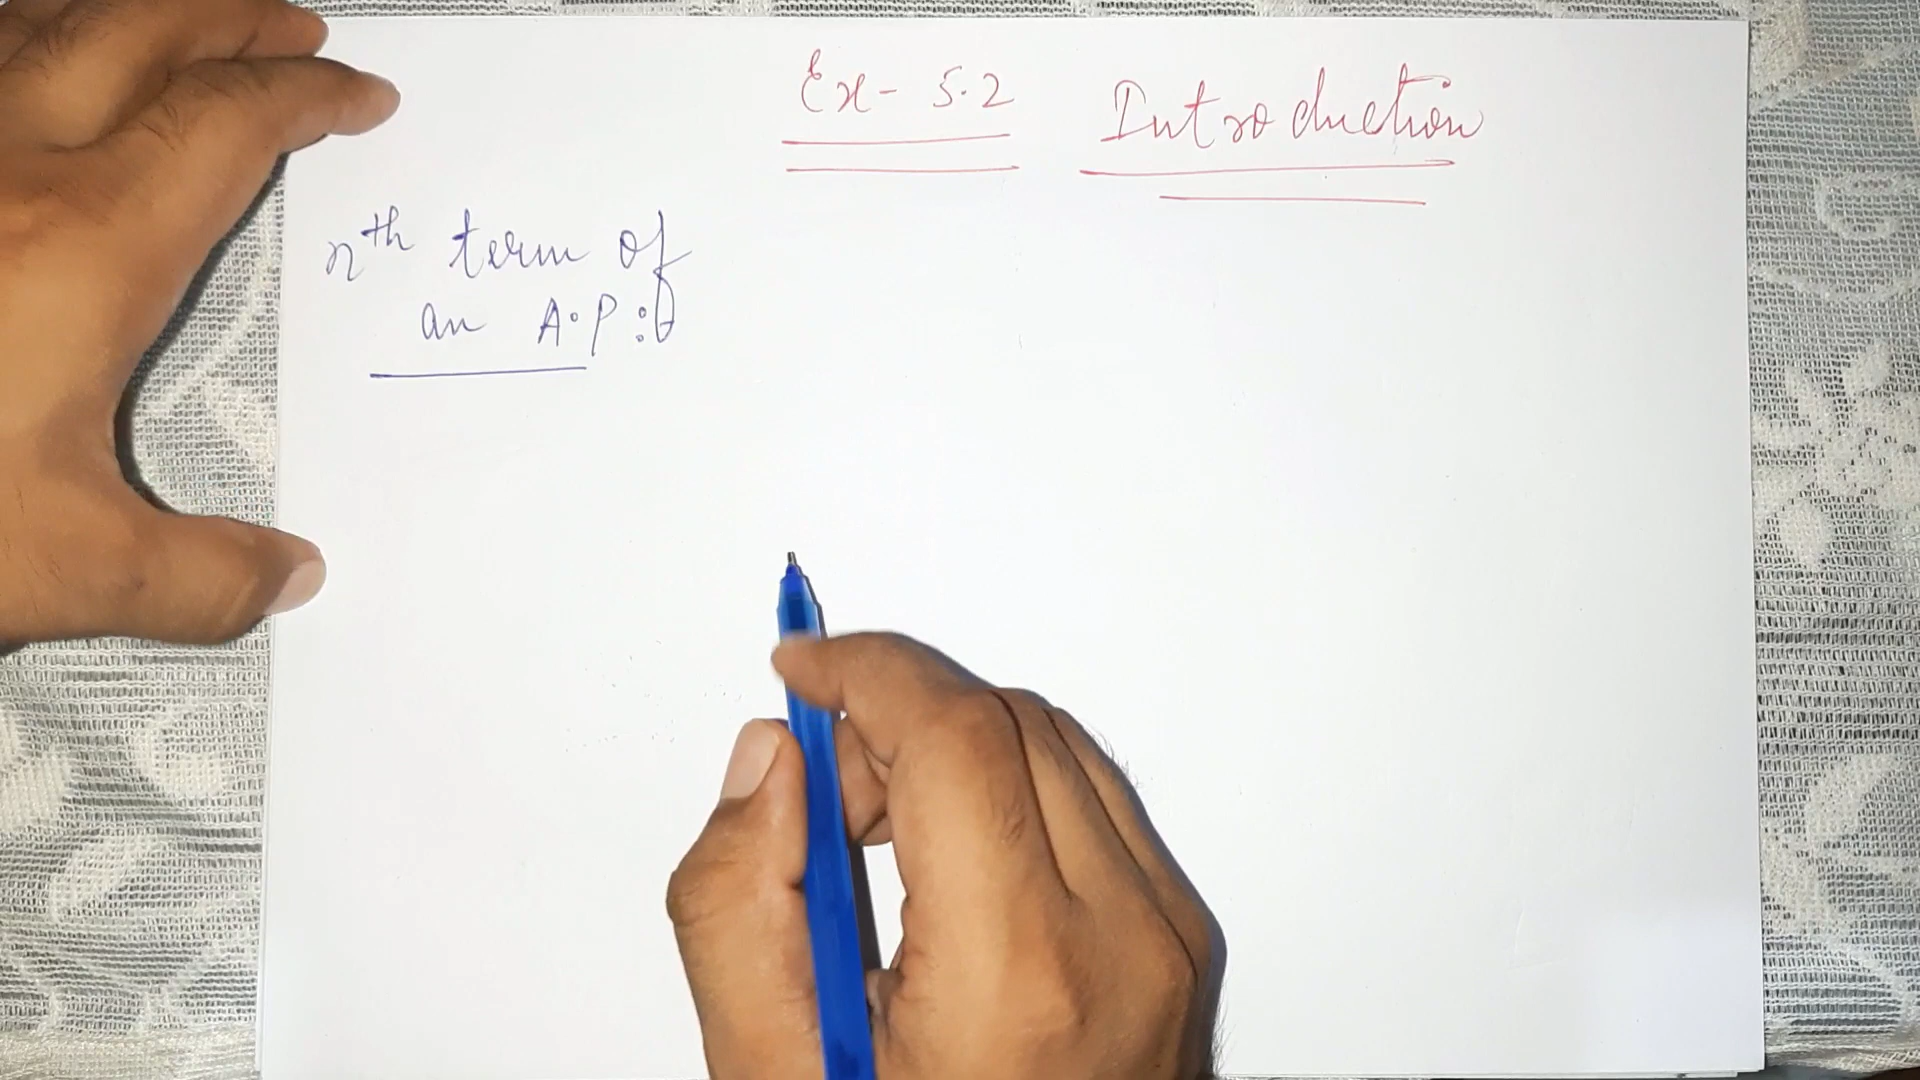 Ex- 5.2 Introduction
nth term of
an A.P :